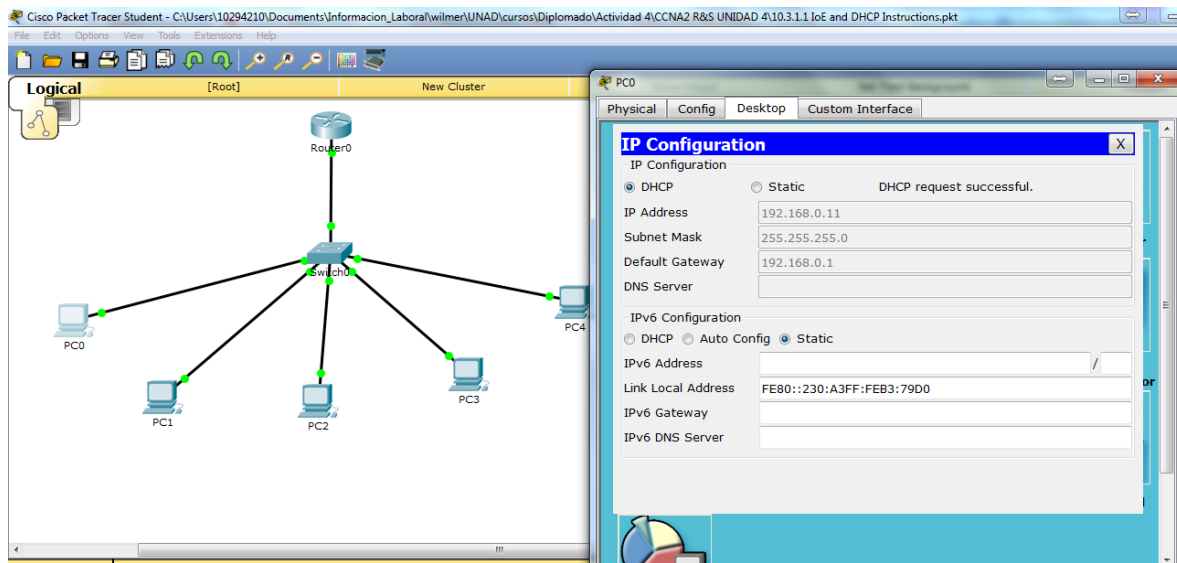 Cisco Packet Tracer Student - C:\Users\10294210\Documents\Informacion_Laboral\wilmer\UNAD\cursos\Diplomado\Actividad 4\CCNA2 R&S UNIDAD 4\10.3.1.1 IoE and DHCP Instructions.pkt
File Edit Options View Tools Extensions Help
Logical [Root] New Cluster
Router0
Switch0
PC0
PC1
PC2
PC3
PC4
PC0
Physical Config Desktop Custom Interface
IP Configuration X
IP Configuration
DHCP Static DHCP request successful.
IP Address 192.168.0.11
Subnet Mask 255.255.255.0
Default Gateway 192.168.0.1
DNS Server
IPv6 Configuration
DHCP Auto Config Static
IPv6 Address /
Link Local Address FE80::230:A3FF:FEB3:79D0
IPv6 Gateway
IPv6 DNS Server
or